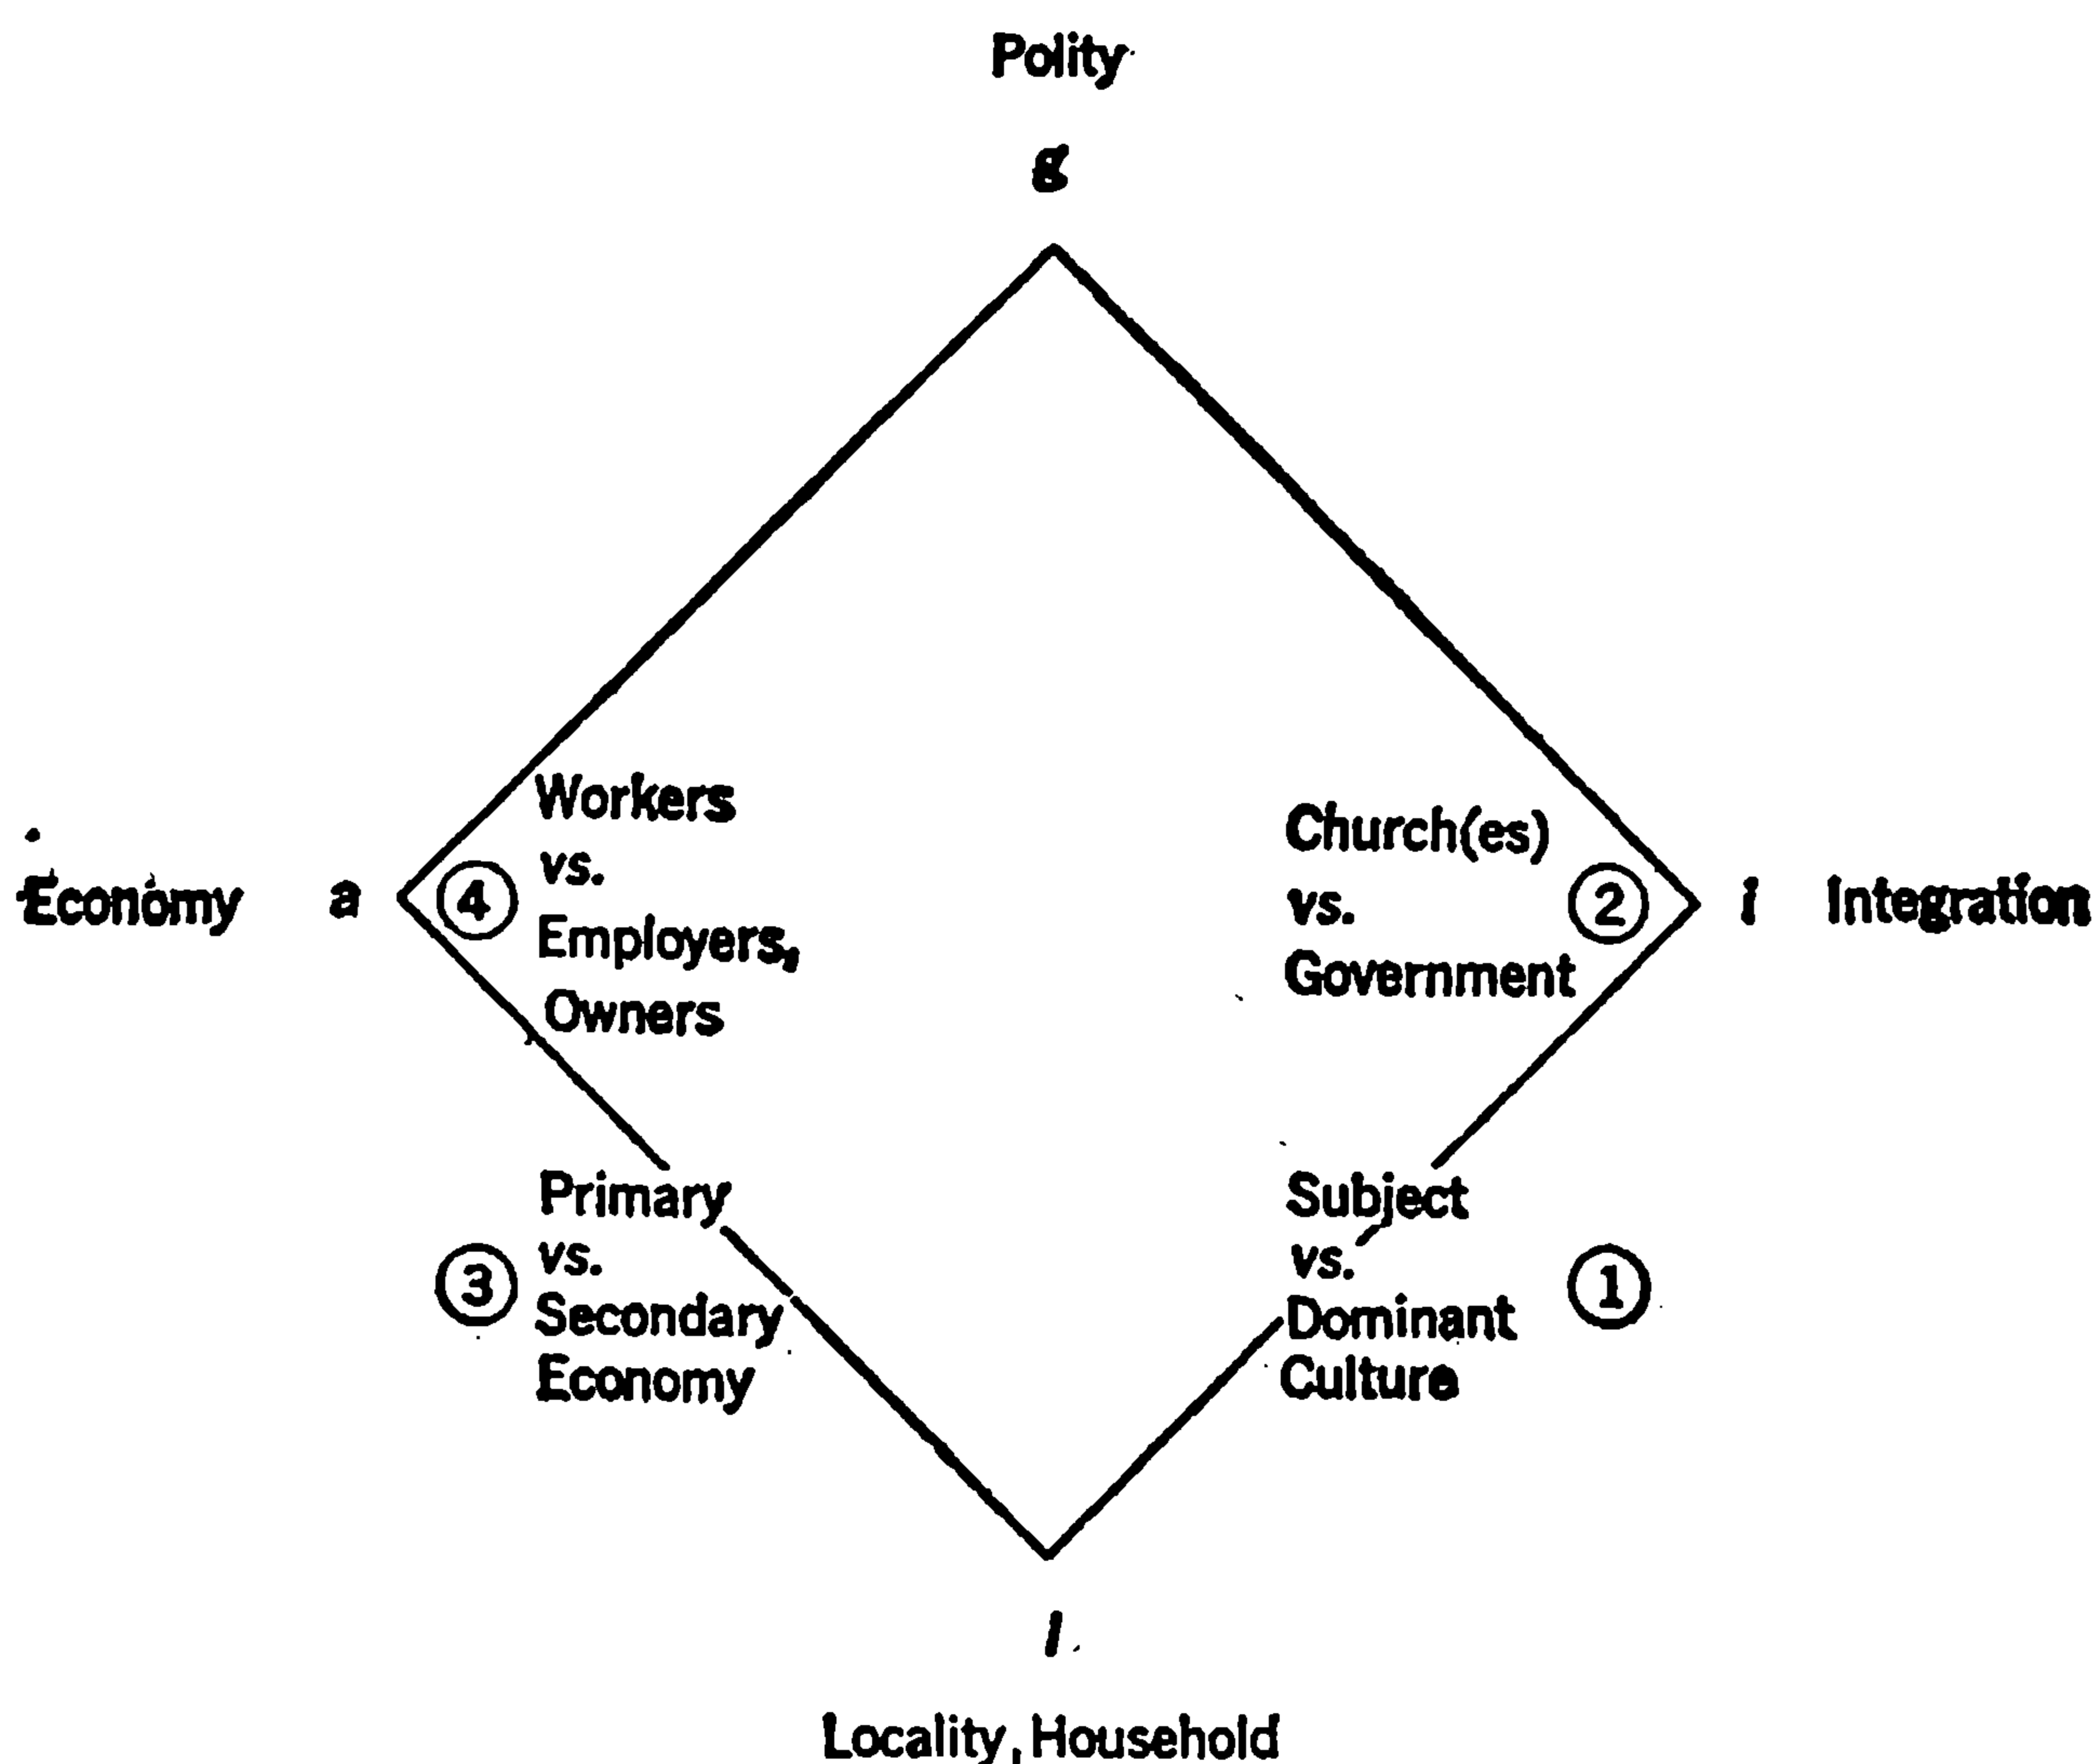 Polity
g
Workers
vs.
Employers,
Owners
Church(es)
vs.
Government
Economy a
4
2
i Integration
Primary
vs.
Secondary
Economy
3
Subject
vs.
Dominant
Culture
1
l
Locality, Household